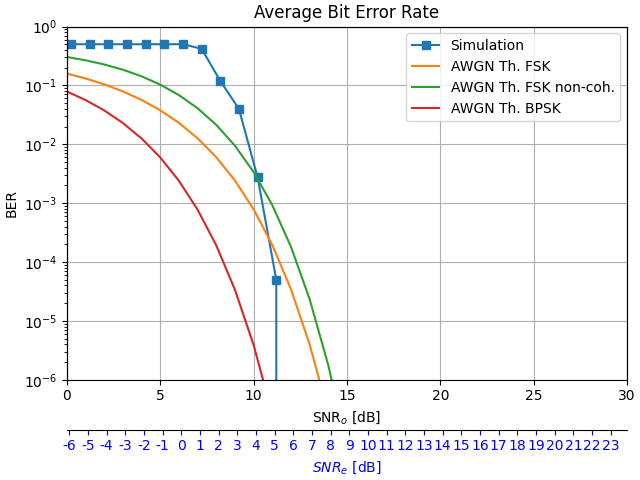 Average Bit Error Rate
Simulation
AWGN Th. FSK
AWGN Th. FSK non-coh.
AWGN Th. BPSK
BER
10⁰
10⁻¹
10⁻²
10⁻³
10⁻⁴
10⁻⁵
10⁻⁶
0 5 10 15 20 25 30
SNRₒ [dB]
-6 -5 -4 -3 -2 -1 0 1 2 3 4 5 6 7 8 9 10 11 12 13 14 15 16 17 18 19 20 21 22 23
SNRₑ [dB]